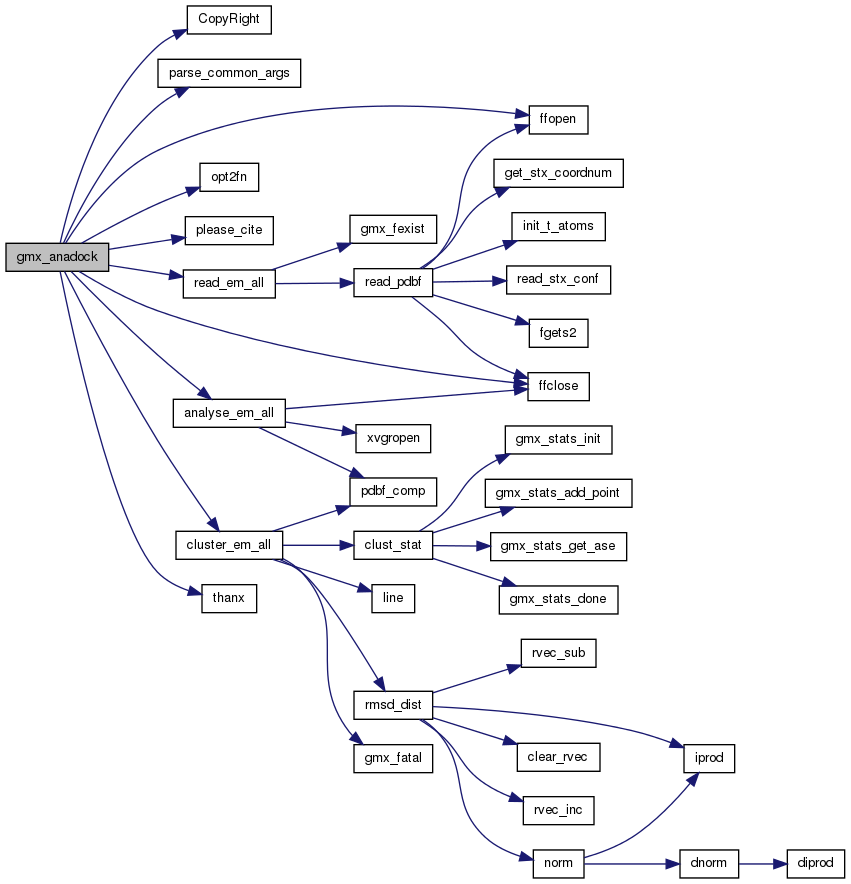 CopyRight
parse_common_args
ffopen
get_stx_coordnum
opt2fn
init_t_atoms
please_cite
gmx_fexist
gmx_anadock
read_em_all
read_pdbf
read_stx_conf
fgets2
ffclose
analyse_em_all
xvgropen
gmx_stats_init
pdbf_comp
gmx_stats_add_point
cluster_em_all
clust_stat
gmx_stats_get_ase
thanx
line
gmx_stats_done
rvec_sub
rmsd_dist
gmx_fatal
clear_rvec
iprod
rvec_inc
norm
dnorm
diprod